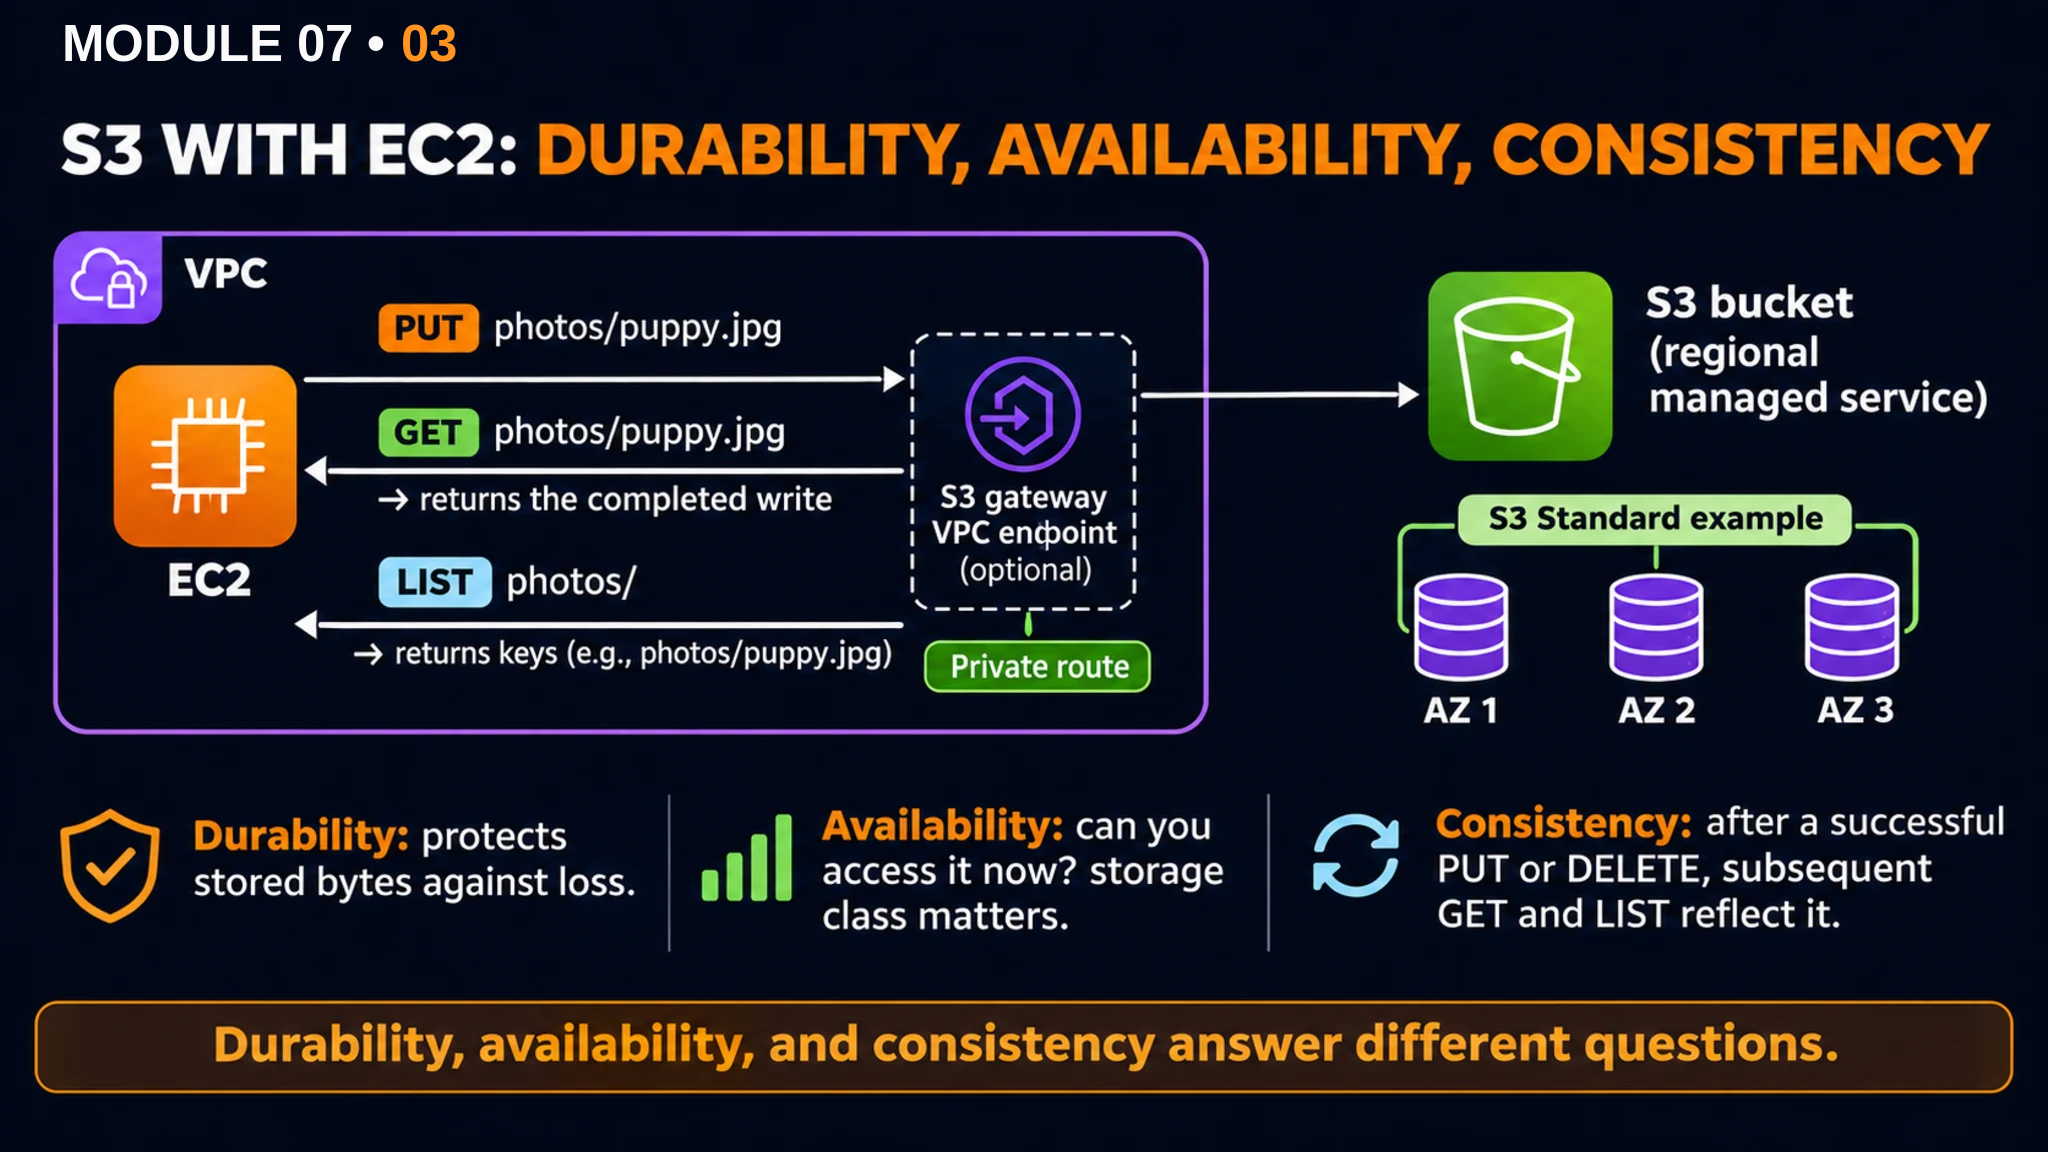 MODULE 07 • 03
S3 WITH EC2: DURABILITY, AVAILABILITY, CONSISTENCY
VPC
PUT photos/puppy.jpg
GET photos/puppy.jpg
→ returns the completed write
LIST photos/
→ returns keys (e.g., photos/puppy.jpg)
EC2
S3 gateway
VPC endpoint
(optional)
Private route
S3 bucket
(regional
managed service)
S3 Standard example
AZ 1
AZ 2
AZ 3
Durability: protects
stored bytes against loss.
Availability: can you
access it now? storage
class matters.
Consistency: after a successful
PUT or DELETE, subsequent
GET and LIST reflect it.
Durability, availability, and consistency answer different questions.